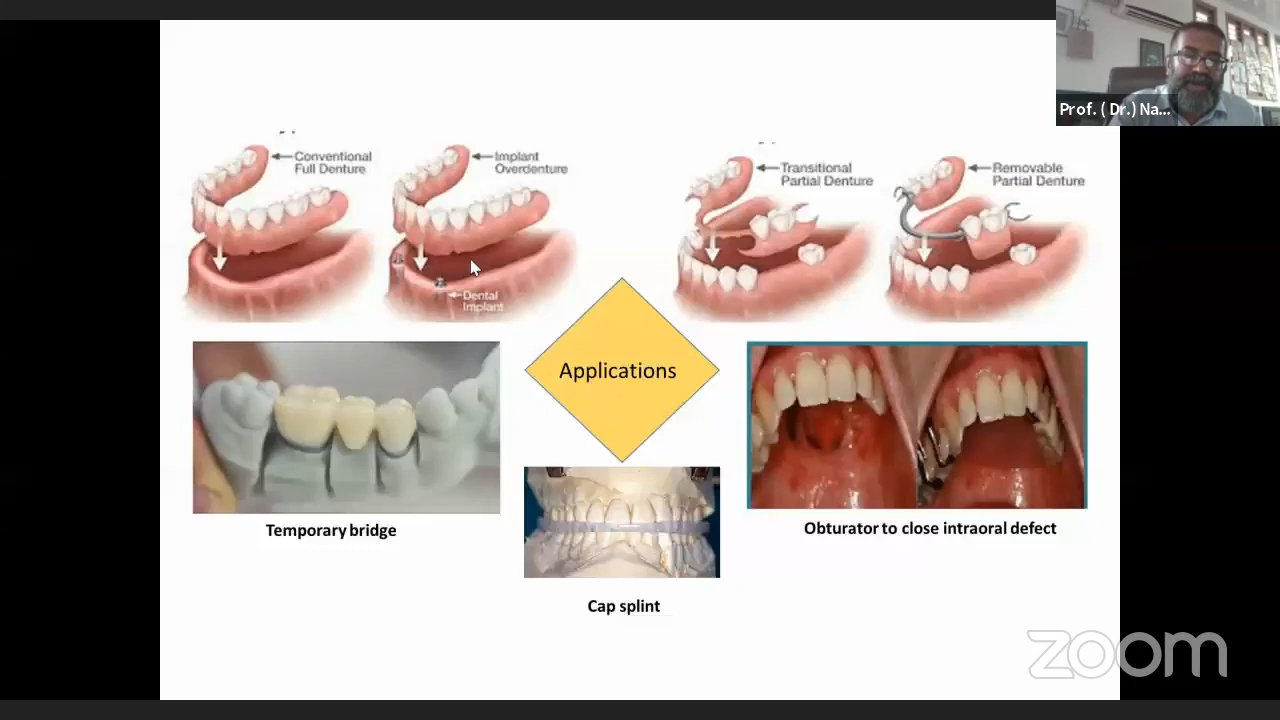 Prof. ( Dr.) Na...
Conventional
Full Denture
Implant
Overdenture
Dental
Implant
Transitional
Partial Denture
Removable
Partial Denture
Applications
Temporary bridge
Obturator to close intraoral defect
Cap splint
zoom